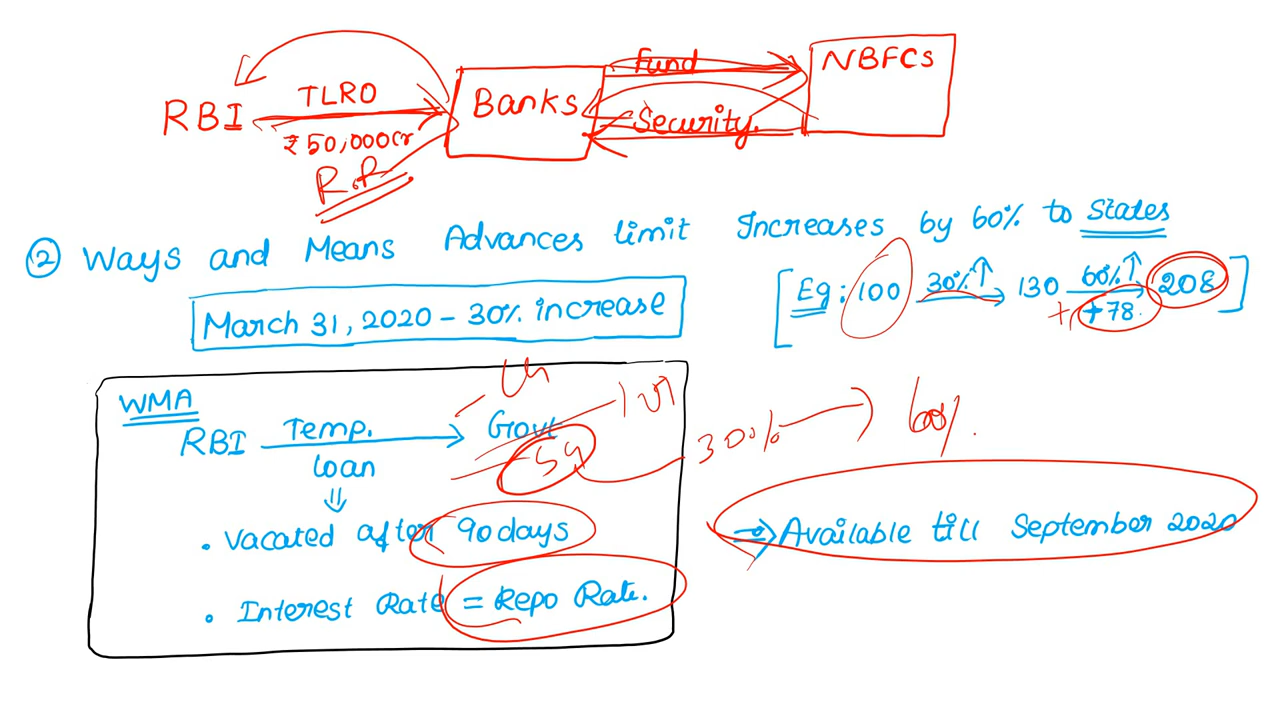 Fund
NBFCs
RBI TLRO Banks
₹50,000Cr
Security.
R.R
② Ways and Means Advances limit Increases by 60% to States
[Eg: 100 30%↑ 130 60%↑ 208]
+ +78.
March 31, 2020 - 30% increase
WMA
RBI Temp. Govt
loan
⇓
30% 60%.
. Vacated after 90 days
⇒ Available till September 2020
. Interest Rate = Repo Rate.